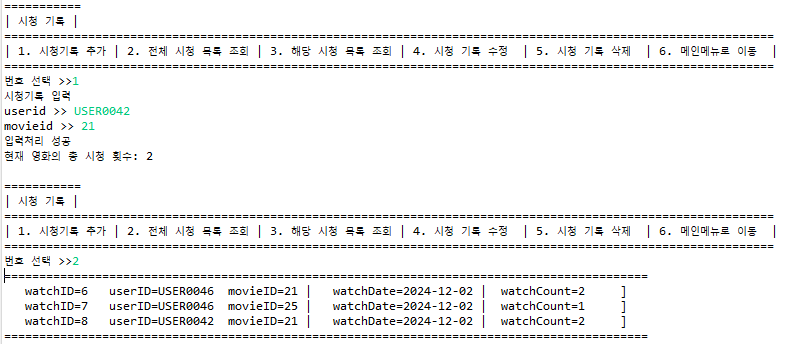 ===========
| 시청 기록 |
==============================================================================================================
| 1. 시청기록 추가 | 2. 전체 시청 목록 조회 | 3. 해당 시청 목록 조회 | 4. 시청 기록 수정  | 5. 시청 기록 삭제  | 6. 메인메뉴로 이동  |
==============================================================================================================
번호 선택 >>1
시청기록 입력
userid >> USER0042
movieid >> 21
입력처리 성공
현재 영화의 총 시청 횟수: 2
===========
| 시청 기록 |
==============================================================================================================
| 1. 시청기록 추가 | 2. 전체 시청 목록 조회 | 3. 해당 시청 목록 조회 | 4. 시청 기록 수정  | 5. 시청 기록 삭제  | 6. 메인메뉴로 이동  |
==============================================================================================================
번호 선택 >>2
============================================================================================
watchID=6   userID=USER0046  movieID=21 |   watchDate=2024-12-02 |  watchCount=2     ]
watchID=7   userID=USER0046  movieID=25 |   watchDate=2024-12-02 |  watchCount=1     ]
watchID=8   userID=USER0042  movieID=21 |   watchDate=2024-12-02 |  watchCount=2     ]
============================================================================================